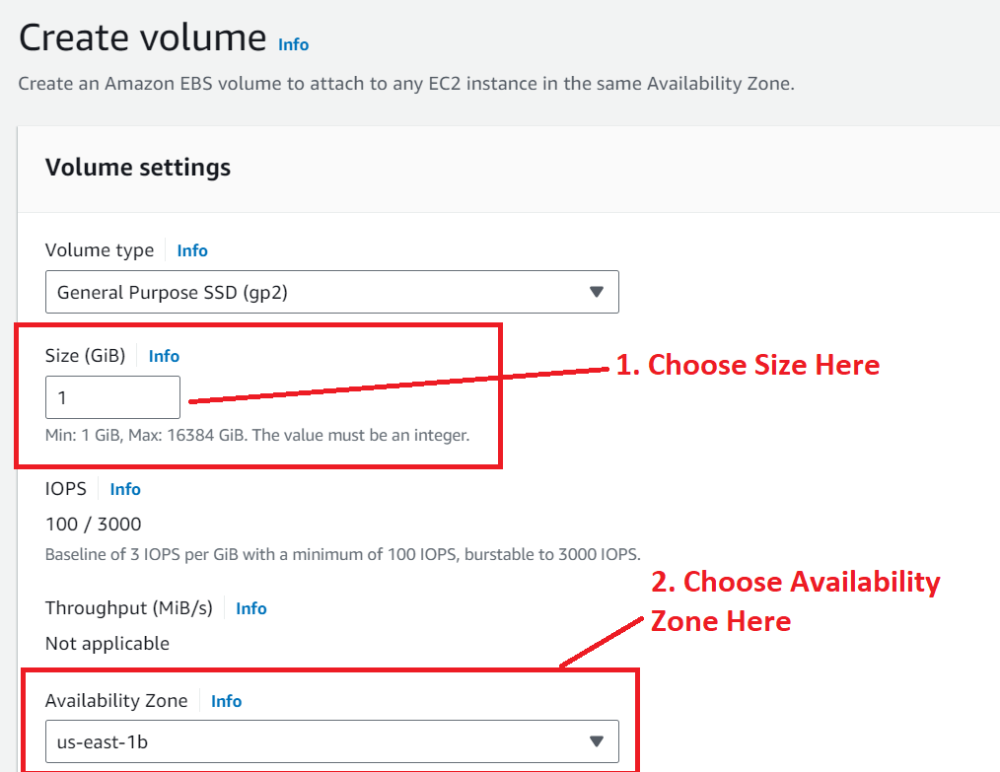 Create volume Info
Create an Amazon EBS volume to attach to any EC2 instance in the same Availability Zone.
Volume settings
Volume type Info
General Purpose SSD (gp2)
Size (GiB) Info
1
1. Choose Size Here
Min: 1 GiB, Max: 16384 GiB. The value must be an integer.
IOPS Info
100 / 3000
Baseline of 3 IOPS per GiB with a minimum of 100 IOPS, burstable to 3000 IOPS.
2. Choose Availability
Zone Here
Throughput (MiB/s) Info
Not applicable
Availability Zone Info
us-east-1b